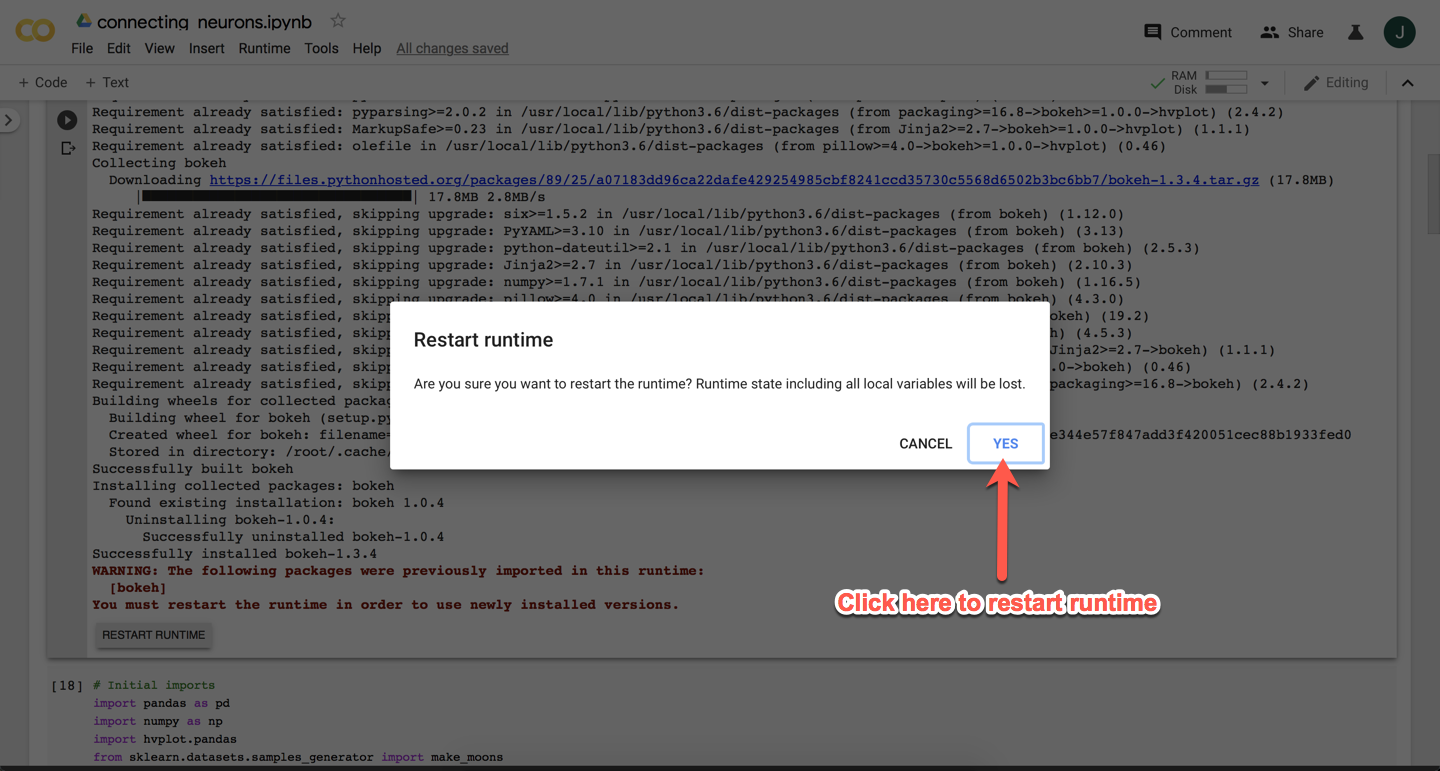 connecting_neurons.ipynb
Comment
Share
J
File Edit View Insert Runtime Tools Help All changes saved
+ Code + Text
RAM
Disk
Editing
Requirement already satisfied: pyparsing>=2.0.2 in /usr/local/lib/python3.6/dist-packages (from packaging>=16.8->bokeh>=1.0.0->hvplot) (2.4.2)
Requirement already satisfied: MarkupSafe>=0.23 in /usr/local/lib/python3.6/dist-packages (from Jinja2>=2.7->bokeh>=1.0.0->hvplot) (1.1.1)
Requirement already satisfied: olefile in /usr/local/lib/python3.6/dist-packages (from pillow>=4.0->bokeh>=1.0.0->hvplot) (0.46)
Collecting bokeh
Downloading https://files.pythonhosted.org/packages/89/25/a07183dd96ca22dafe429254985cbf8241ccd35730c5568d6502b3bc6bb7/bokeh-1.3.4.tar.gz (17.8MB)
| | 17.8MB 2.8MB/s
Requirement already satisfied, skipping upgrade: six>=1.5.2 in /usr/local/lib/python3.6/dist-packages (from bokeh) (1.12.0)
Requirement already satisfied, skipping upgrade: PyYAML>=3.10 in /usr/local/lib/python3.6/dist-packages (from bokeh) (3.13)
Requirement already satisfied, skipping upgrade: python-dateutil>=2.1 in /usr/local/lib/python3.6/dist-packages (from bokeh) (2.5.3)
Requirement already satisfied, skipping upgrade: Jinja2>=2.7 in /usr/local/lib/python3.6/dist-packages (from bokeh) (2.10.3)
Requirement already satisfied, skipping upgrade: numpy>=1.7.1 in /usr/local/lib/python3.6/dist-packages (from bokeh) (1.16.5)
Requirement already satisfied, skipping upgrade: pillow>=4.0 in /usr/local/lib/python3.6/dist-packages (from bokeh) (4.3.0)
Requirement already satisfied, skipp okeh) (19.2)
Requirement already satisfied, skipp h) (4.5.3)
Requirement already satisfied, skipp Jinja2>=2.7->bokeh) (1.1.1)
Requirement already satisfied, skipp .0->bokeh) (0.46)
Requirement already satisfied, skipp packaging>=16.8->bokeh) (2.4.2)
Building wheels for collected packag
Building wheel for bokeh (setup.py
Created wheel for bokeh: filename= e344e57f847add3f420051cec88b1933fed0
Stored in directory: /root/.cache/
Successfully built bokeh
Installing collected packages: bokeh
Found existing installation: bokeh 1.0.4
Uninstalling bokeh-1.0.4:
Successfully uninstalled bokeh-1.0.4
Successfully installed bokeh-1.3.4
WARNING: The following packages were previously imported in this runtime:
[bokeh]
You must restart the runtime in order to use newly installed versions.
RESTART RUNTIME
Restart runtime
Are you sure you want to restart the runtime? Runtime state including all local variables will be lost.
CANCEL YES
Click here to restart runtime
[18] # Initial imports
import pandas as pd
import numpy as np
import hvplot.pandas
from sklearn.datasets.samples_generator import make_moons